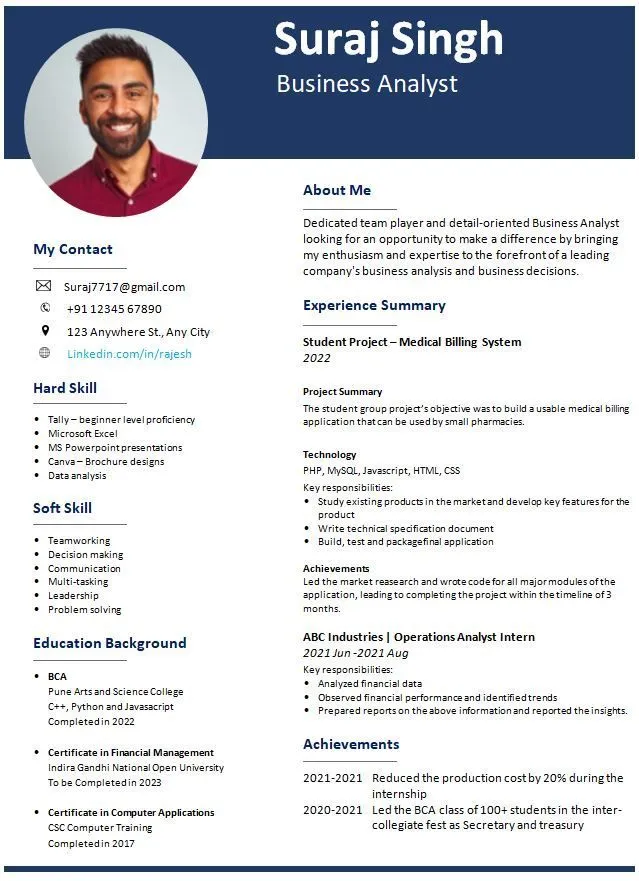 Suraj Singh
Business Analyst
My Contact
Suraj7717@gmail.com
+91 12345 67890
123 Anywhere St., Any City
Linkedin.com/in/rajesh
Hard Skill
• Tally – beginner level proficiency
• Microsoft Excel
• MS Powerpoint presentations
• Canva – Brochure designs
• Data analysis
Soft Skill
• Teamworking
• Decision making
• Communication
• Multi-tasking
• Leadership
• Problem solving
Education Background
• BCA
Pune Arts and Science College
C++, Python and Javasacript
Completed in 2022
• Certificate in Financial Management
Indira Gandhi National Open University
To be Completed in 2023
• Certificate in Computer Applications
CSC Computer Training
Completed in 2017
About Me
Dedicated team player and detail-oriented Business Analyst
looking for an opportunity to make a difference by bringing
my enthusiasm and expertise to the forefront of a leading
company's business analysis and business decisions.
Experience Summary
Student Project – Medical Billing System
2022
Project Summary
The student group project's objective was to build a usable medical billing
application that can be used by small pharmacies.
Technology
PHP, MySQL, Javascript, HTML, CSS
Key responsibilities:
• Study existing products in the market and develop key features for the
product
• Write technical specification document
• Build, test and packagefinal application
Achievements
Led the market reasearch and wrote code for all major modules of the
application, leading to completing the project within the timeline of 3
months.
ABC Industries | Operations Analyst Intern
2021 Jun -2021 Aug
Key responsibilities:
• Analyzed financial data
• Observed financial performance and identified trends
• Prepared reports on the above information and reported the insights.
Achievements
2021-2021 Reduced the production cost by 20% during the
internship
2020-2021 Led the BCA class of 100+ students in the inter-
collegiate fest as Secretary and treasury